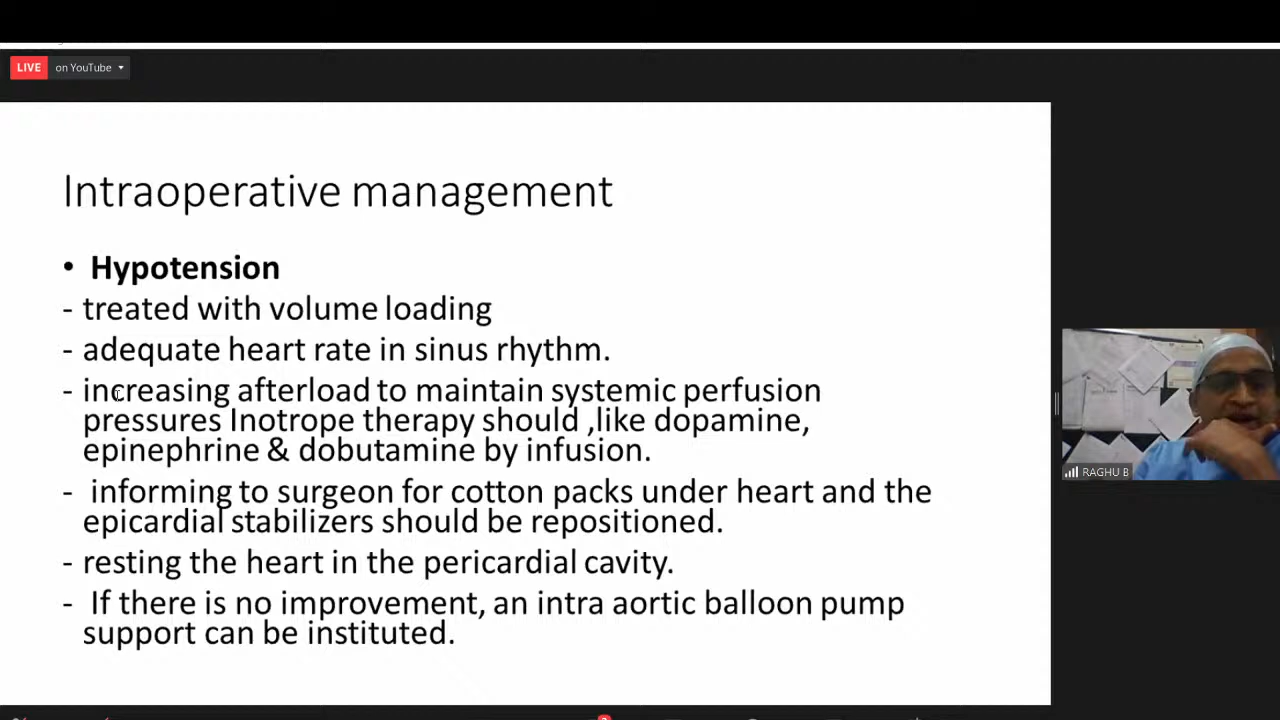 LIVE on YouTube
Intraoperative management
• Hypotension
- treated with volume loading
- adequate heart rate in sinus rhythm.
- increasing afterload to maintain systemic perfusion
pressures Inotrope therapy should ,like dopamine,
epinephrine & dobutamine by infusion.
- informing to surgeon for cotton packs under heart and the
epicardial stabilizers should be repositioned.
- resting the heart in the pericardial cavity.
- If there is no improvement, an intra aortic balloon pump
support can be instituted.
RAGHU B